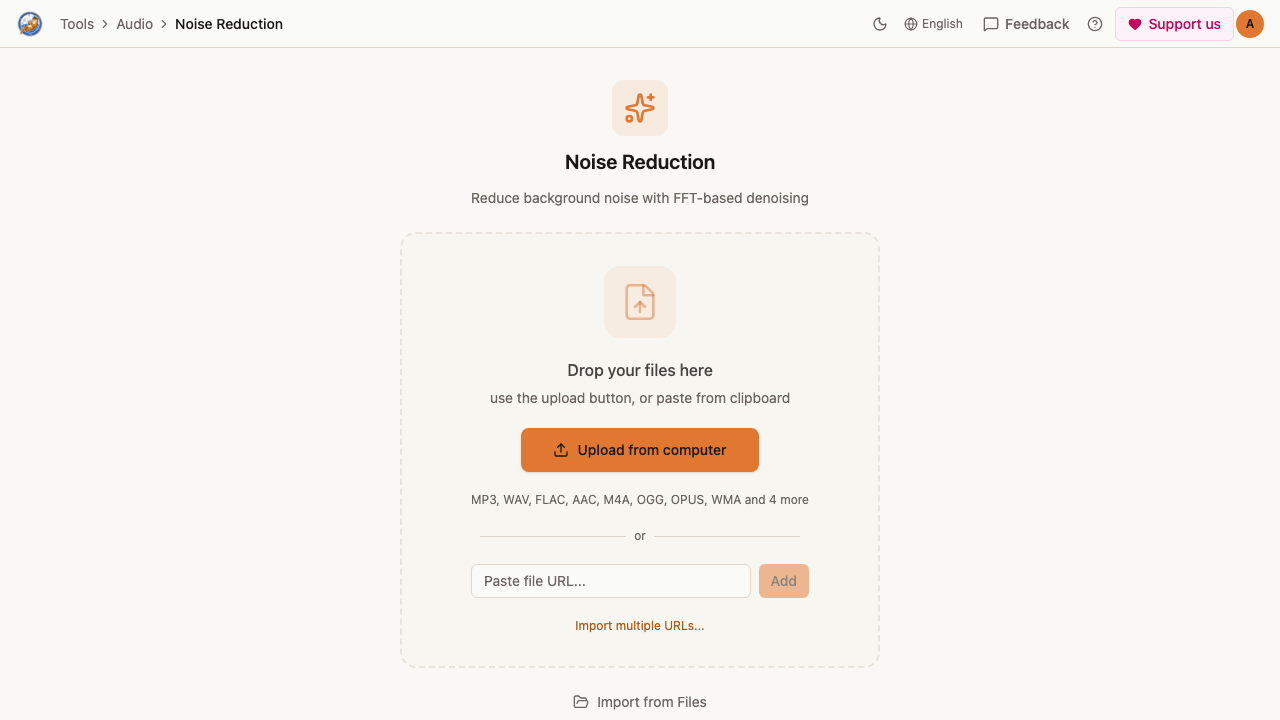 Tools > Audio > Noise Reduction
English
Feedback
Support us
A
Noise Reduction
Reduce background noise with FFT-based denoising
Drop your files here
use the upload button, or paste from clipboard
Upload from computer
MP3, WAV, FLAC, AAC, M4A, OGG, OPUS, WMA and 4 more
or
Paste file URL...
Add
Import multiple URLs...
Import from Files